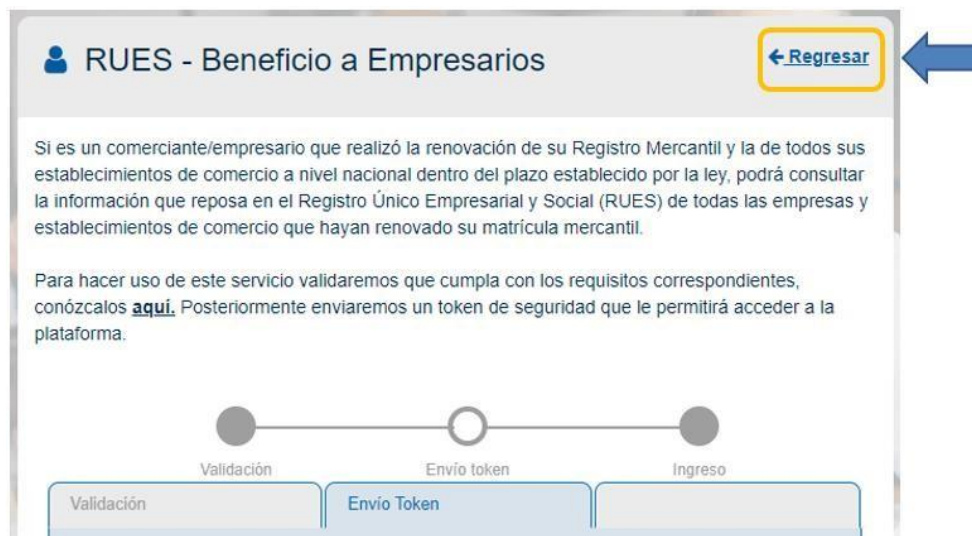 RUES - Beneficio a Empresarios
Regresar
Si es un comerciante/empresario que realizó la renovación de su Registro Mercantil y la de todos sus
establecimientos de comercio a nivel nacional dentro del plazo establecido por la ley, podrá consultar
la información que reposa en el Registro Único Empresarial y Social (RUES) de todas las empresas y
establecimientos de comercio que hayan renovado su matrícula mercantil.
Para hacer uso de este servicio validaremos que cumpla con los requisitos correspondientes,
conózcalos aquí. Posteriormente enviaremos un token de seguridad que le permitirá acceder a la
plataforma.
Validación
Envío token
Ingreso
Validación
Envío Token